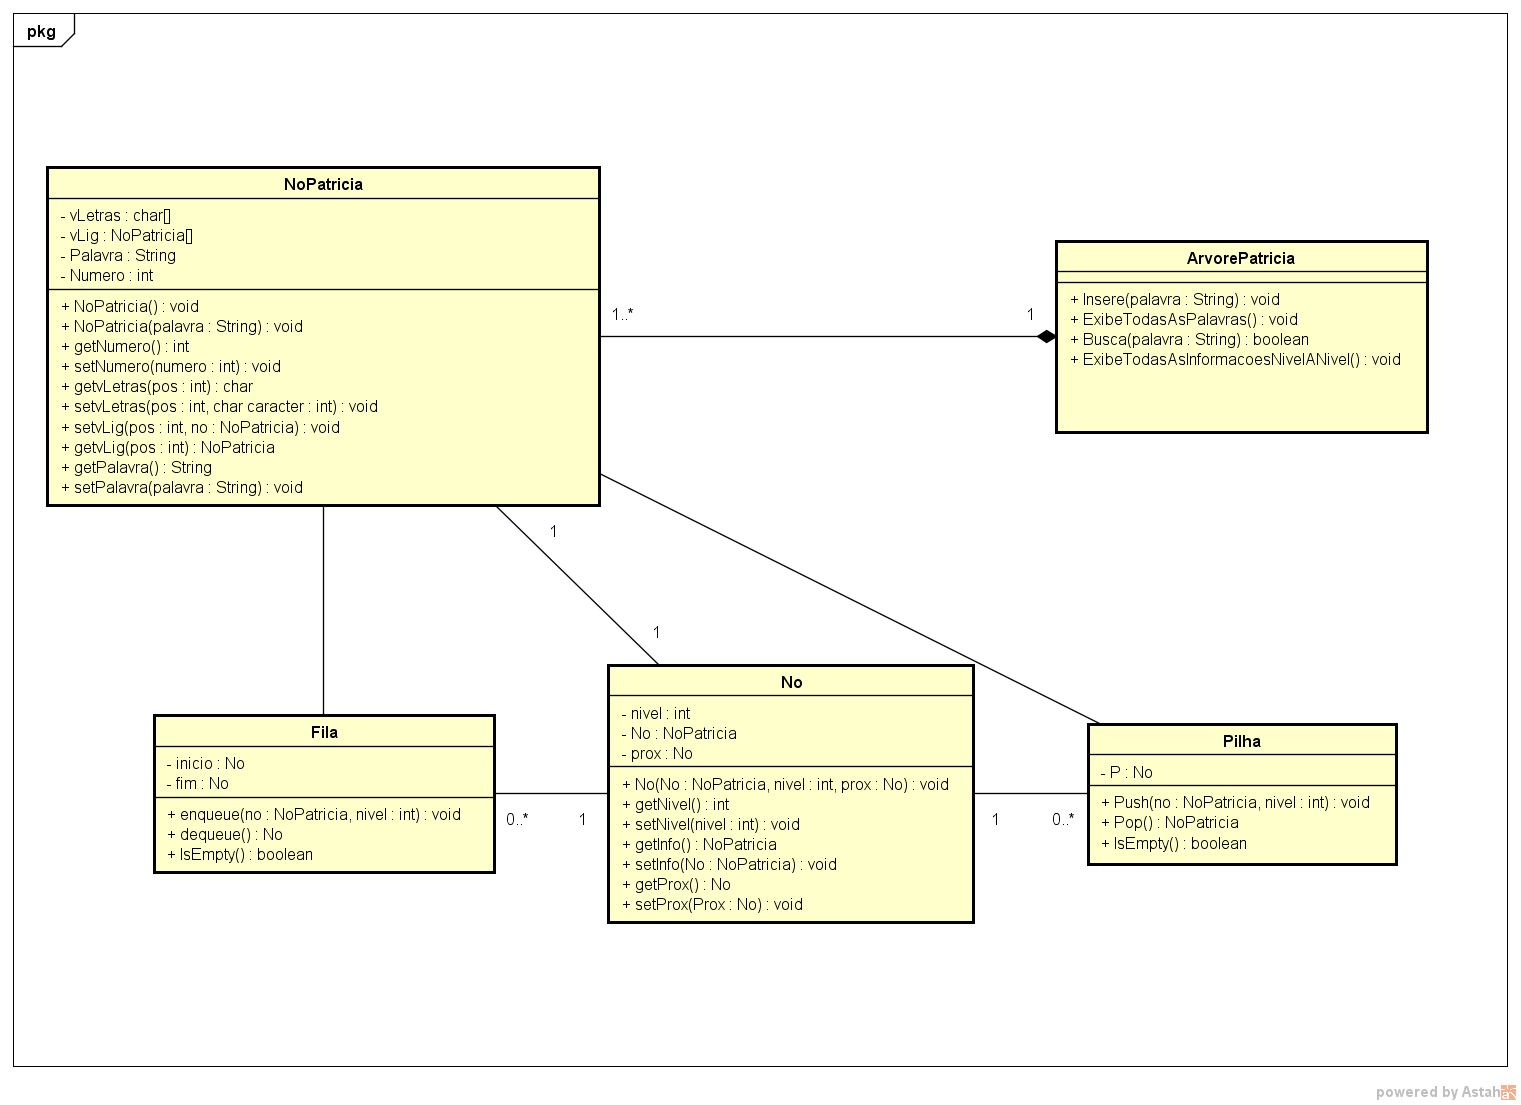 pkg
NoPatricia
- vLetras : char[]
- vLig : NoPatricia[]
- Palavra : String
- Numero : int
+ NoPatricia() : void
+ NoPatricia(palavra : String) : void
+ getNumero() : int
+ setNumero(numero : int) : void
+ getvLetras(pos : int) : char
+ setvLetras(pos : int, char caracter : int) : void
+ setvLig(pos : int, no : NoPatricia) : void
+ getvLig(pos : int) : NoPatricia
+ getPalavra() : String
+ setPalavra(palavra : String) : void
1..*
1
ArvorePatricia
+ Insere(palavra : String) : void
+ ExibeTodasAsPalavras() : void
+ Busca(palavra : String) : boolean
+ ExibeTodasAsInformacoesNivelANivel() : void
1
1
Fila
- inicio : No
- fim : No
+ enqueue(no : NoPatricia, nivel : int) : void
+ dequeue() : No
+ IsEmpty() : boolean
0..*
1
No
- nivel : int
- No : NoPatricia
- prox : No
+ No(No : NoPatricia, nivel : int, prox : No) : void
+ getNivel() : int
+ setNivel(nivel : int) : void
+ getInfo() : NoPatricia
+ setInfo(No : NoPatricia) : void
+ getProx() : No
+ setProx(Prox : No) : void
1
0..*
Pilha
- P : No
+ Push(no : NoPatricia, nivel : int) : void
+ Pop() : NoPatricia
+ IsEmpty() : boolean
powered by Astah